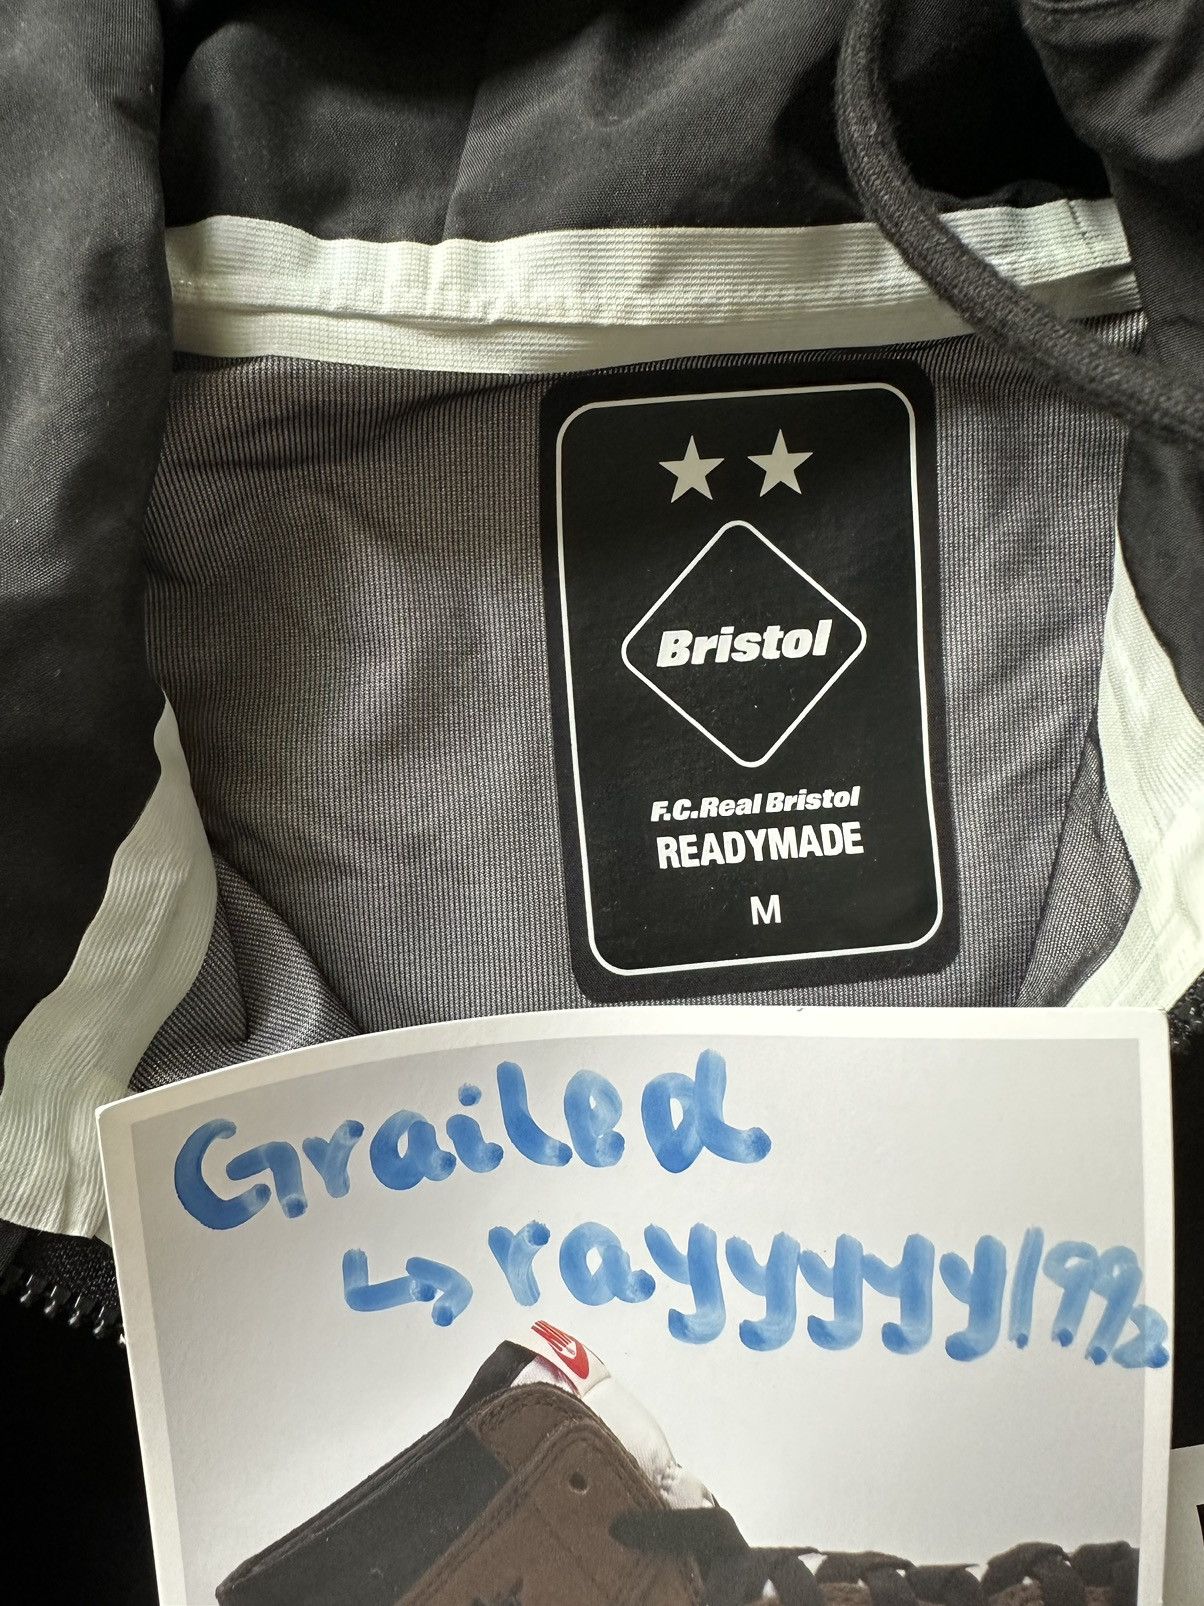 Bristol
F.C.Real Bristol
READYMADE
M
Grailed
↳ rayyyyy1992